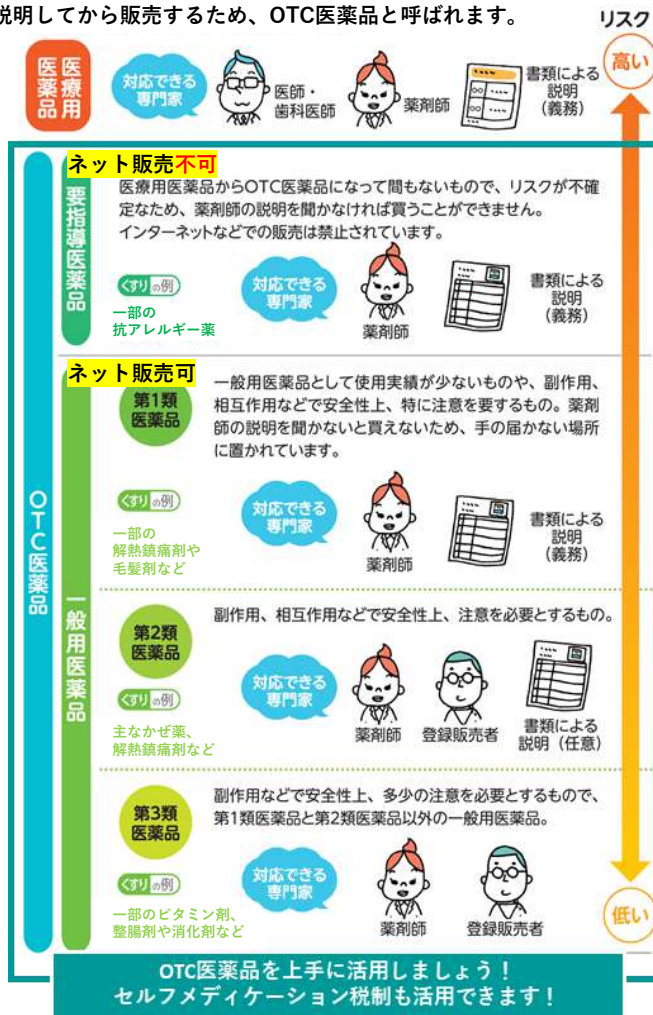 説明してから販売するため、OTC医薬品と呼ばれます。
リスク
高い
医療用
医薬品
対応できる
専門家
医師・
歯科医師
薬剤師
書類による
説明
(義務)
ネット販売不可
要指導医薬品
医療用医薬品からOTC医薬品になって間もないもので、リスクが不確
定なため、薬剤師の説明を聞かなければ買うことができません。
インターネットなどでの販売は禁止されています。
くすりの例
一部の
抗アレルギー薬
対応できる
専門家
薬剤師
書類による
説明
(義務)
ネット販売可
OTC医薬品
一般用医薬品
第1類
医薬品
一般用医薬品として使用実績が少ないものや、副作用、
相互作用などで安全性上、特に注意を要するもの。薬剤
師の説明を聞かないと買えないため、手の届かない場所
に置かれています。
くすりの例
一部の
解熱鎮痛剤や
毛髪剤など
対応できる
専門家
薬剤師
書類による
説明
(義務)
第2類
医薬品
副作用、相互作用などで安全性上、注意を必要とするもの。
くすりの例
主なかぜ薬、
解熱鎮痛剤など
対応できる
専門家
薬剤師
登録販売者
書類による
説明（任意）
第3類
医薬品
副作用などで安全性上、多少の注意を必要とするもので、
第1類医薬品と第2類医薬品以外の一般用医薬品。
くすりの例
一部のビタミン剤、
整腸剤や消化剤など
対応できる
専門家
薬剤師
登録販売者
低い
OTC医薬品を上手に活用しましょう！
セルフメディケーション税制も活用できます！